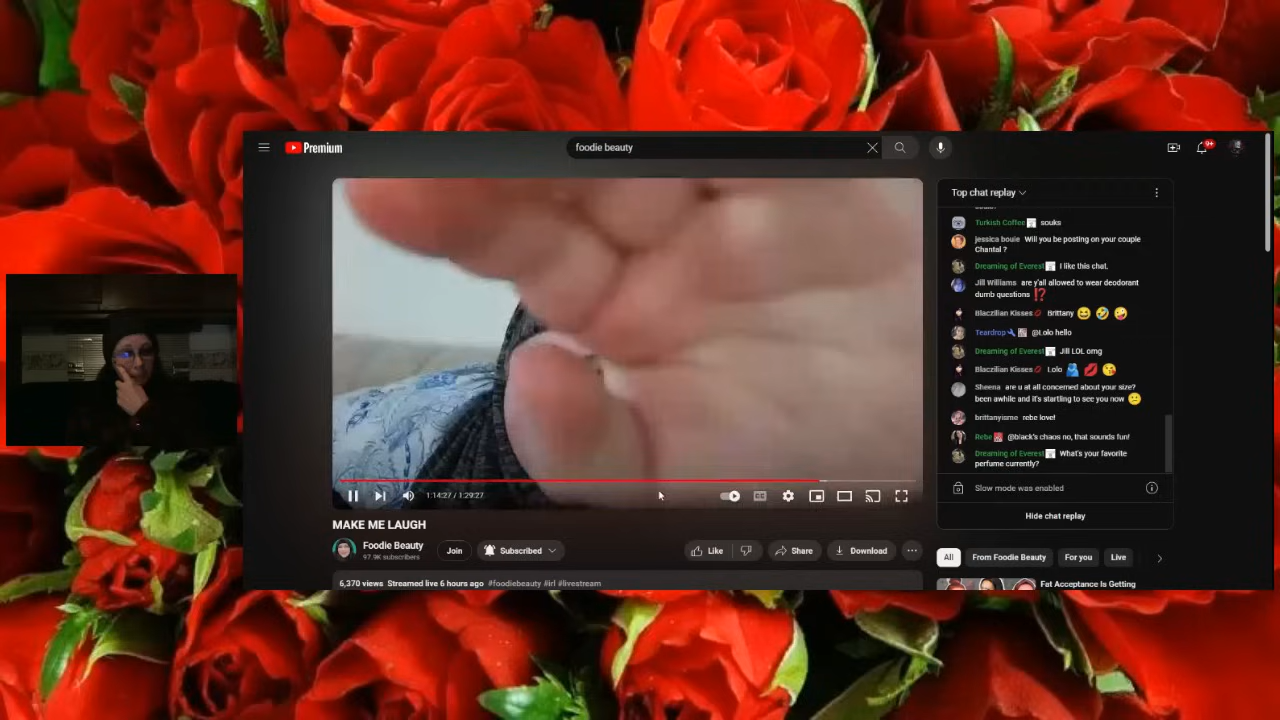 Premium
foodie beauty
9+
Top chat replay
Turkish Coffee souks
jessica bouie Will you be posting on your couple
Chantal ?
Dreaming of Everest I like this chat.
Jill Williams are y'all allowed to wear deodorant
dumb questions ⁉️
Blaczilian Kisses Brittany 😆 🤣 🤪
Teardrop @Lolo hello
Dreaming of Everest Jill LOL omg
Blaczilian Kisses Lolo 🫂 💋 😘
Sheena are u at all concerned about your size?
been awhile and it's startling to see you now 😕
brittanyisme rebe love!
Rebe @black's chaos no, that sounds fun!
Dreaming of Everest What's your favorite
perfume currently?
Slow mode was enabled
Hide chat replay
1:14:27 / 1:29:27
MAKE ME LAUGH
Foodie Beauty
97.9K subscribers
Join
Subscribed
Like
Share
Download
6,370 views Streamed live 6 hours ago #foodiebeauty #irl #livestream
All
From Foodie Beauty
For you
Live
Fat Acceptance Is Getting